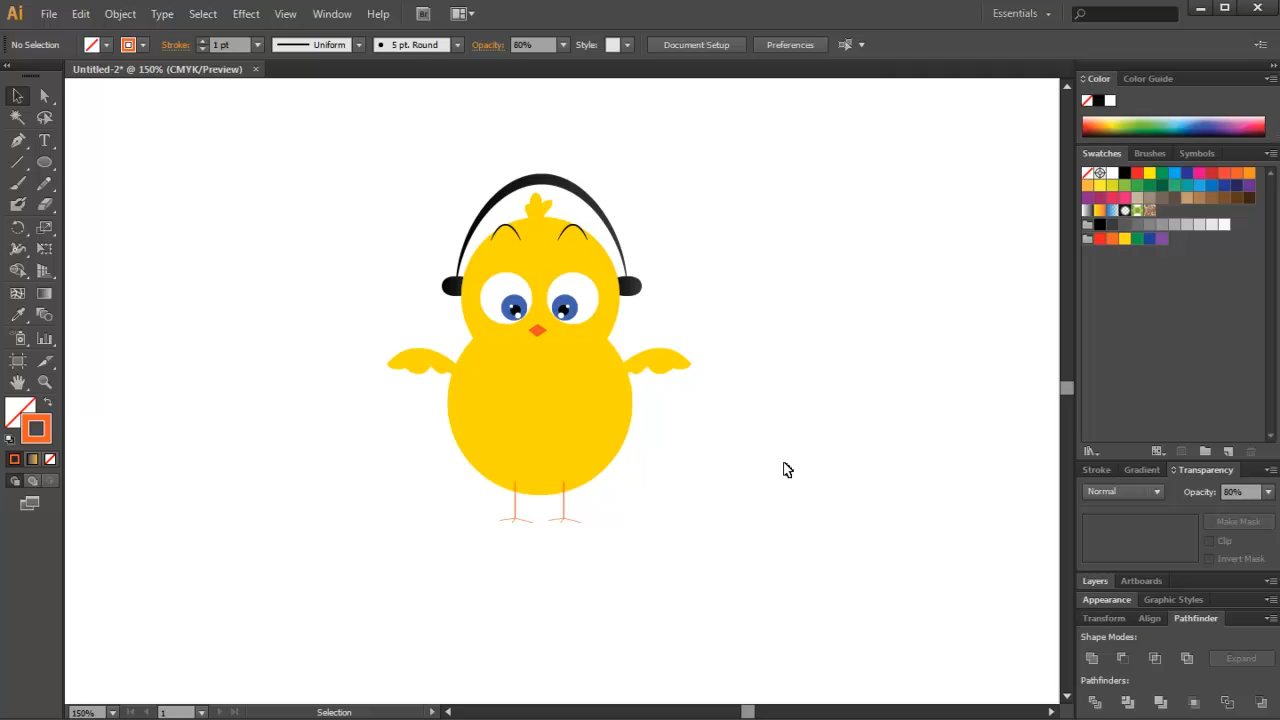 Ai File Edit Object Type Select Effect View Window Help Br Essentials
No Selection Stroke: 1 pt Uniform 5 pt. Round Opacity: 80% Style: Document Setup Preferences
Untitled-2* @ 150% (CMYK/Preview)
Color Color Guide
Swatches Brushes Symbols
Stroke Gradient Transparency
Normal Opacity: 80%
Make Mask
Clip
Invert Mask
Layers Artboards
Appearance Graphic Styles
Transform Align Pathfinder
Shape Modes:
Expand
Pathfinders:
150% 1 Selection